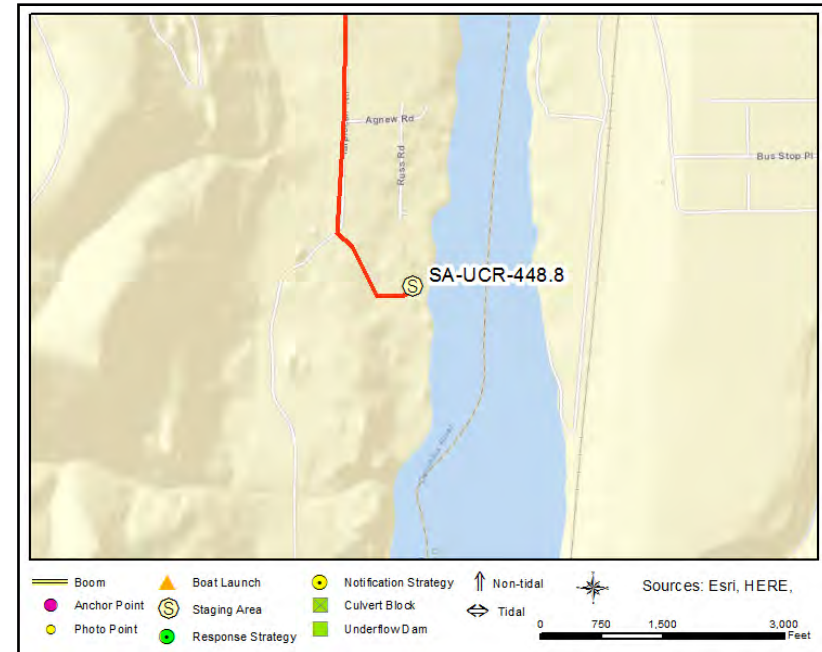 Agnew Rd
Russ Rd
Bus Stop Pl
SA-UCR-448.8
S
Columbia River
Boom
Boat Launch
Notification Strategy
Non-tidal
Sources: Esri, HERE,
Anchor Point
S
Staging Area
Culvert Block
Tidal
Photo Point
Response Strategy
Underflow Dam
0 750 1,500 3,000
Feet